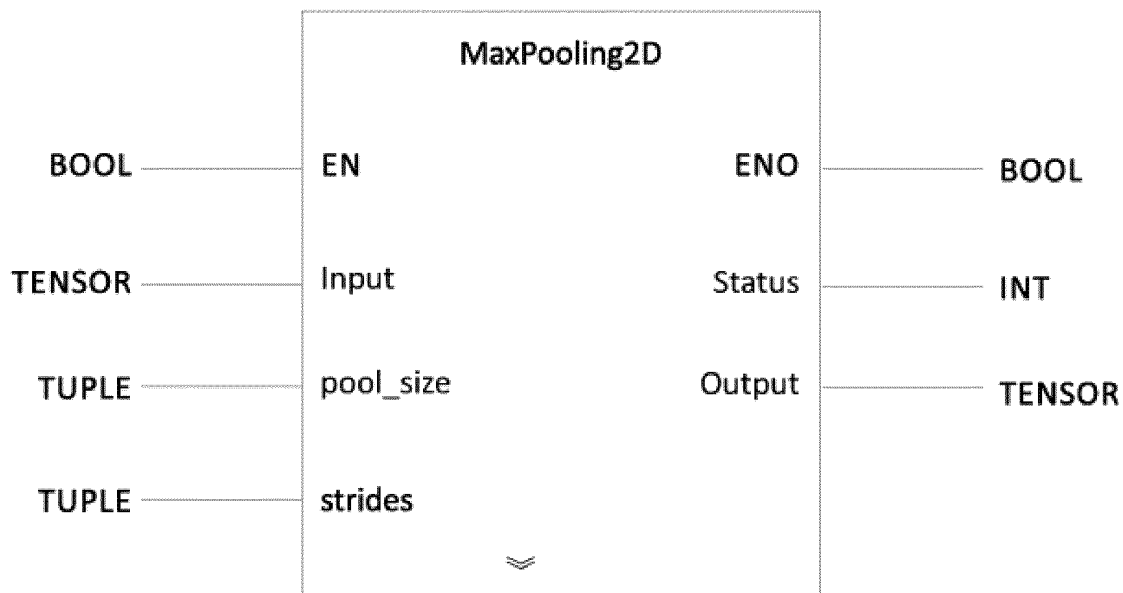 MaxPooling2D
BOOL EN ENO BOOL
TENSOR Input Status INT
TUPLE pool_size Output TENSOR
TUPLE strides